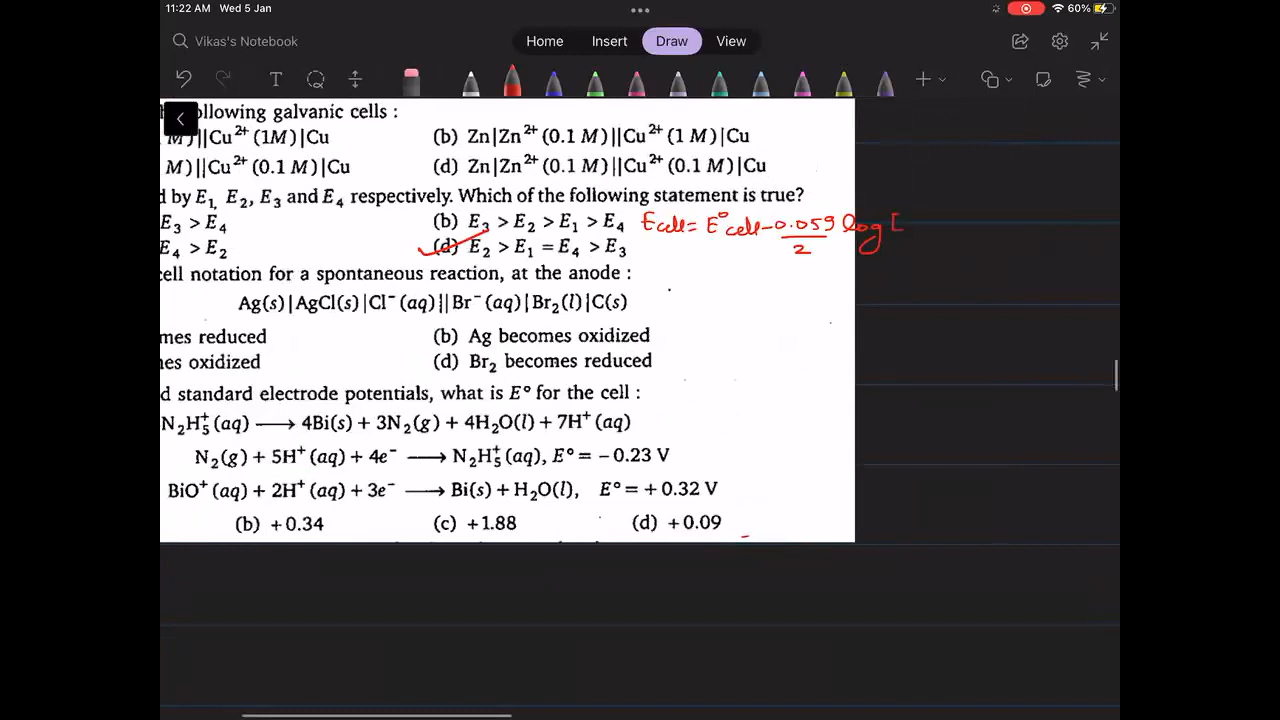 11:22 AM Wed 5 Jan
60%
Vikas's Notebook
Home Insert Draw View
following galvanic cells :
M)||Cu²⁺ (1M)|Cu (b) Zn|Zn²⁺ (0.1 M)||Cu²⁺ (1 M)|Cu
M)||Cu²⁺ (0.1 M)|Cu (d) Zn|Zn²⁺ (0.1 M)||Cu²⁺ (0.1 M)|Cu
d by E₁, E₂, E₃ and E₄ respectively. Which of the following statement is true?
E₃ > E₄ (b) E₃ > E₂ > E₁ > E₄ Ecell = E°cell - 0.059/2 log [
E₄ > E₂ (d) E₂ > E₁ = E₄ > E₃
cell notation for a spontaneous reaction, at the anode :
Ag(s)|AgCl(s)|Cl⁻(aq)||Br⁻(aq)|Br₂(l)|C(s)
mes reduced (b) Ag becomes oxidized
mes oxidized (d) Br₂ becomes reduced
d standard electrode potentials, what is E° for the cell :
N₂H₅⁺(aq) ⟶ 4Bi(s) + 3N₂(g) + 4H₂O(l) + 7H⁺(aq)
N₂(g) + 5H⁺(aq) + 4e⁻ ⟶ N₂H₅⁺(aq), E° = -0.23 V
BiO⁺(aq) + 2H⁺(aq) + 3e⁻ ⟶ Bi(s) + H₂O(l), E° = +0.32 V
(b) +0.34 (c) +1.88 (d) +0.09